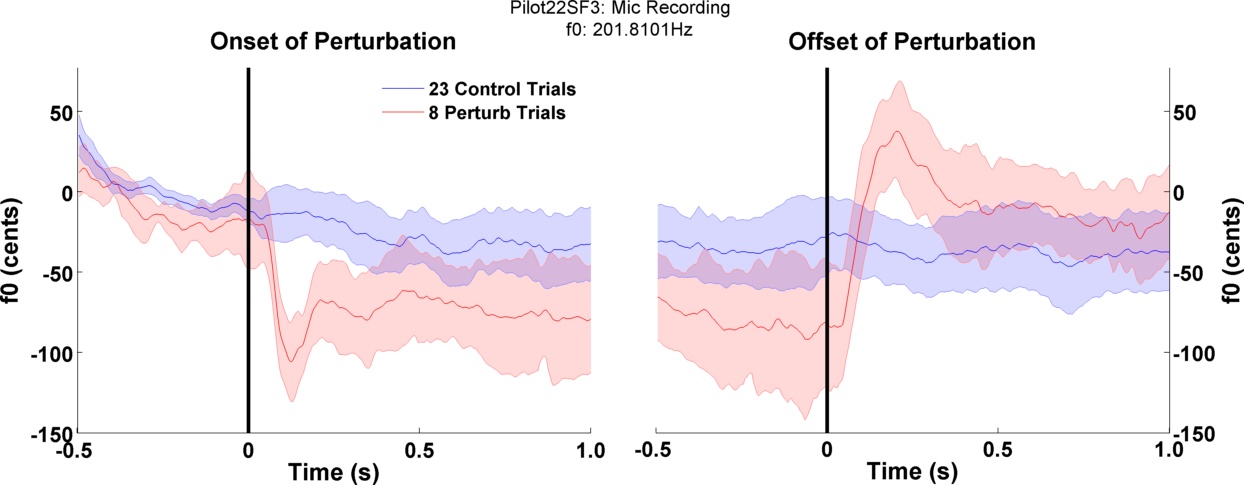 Pilot22SF3: Mic Recording
f0: 201.8101Hz
Onset of Perturbation
Offset of Perturbation
23 Control Trials
8 Perturb Trials
f0 (cents)
50
0
-50
-100
-150
-0.5
0
0.5
1.0
Time (s)
-0.5
0
0.5
1.0
Time (s)
50
0
-50
-100
-150
f0 (cents)